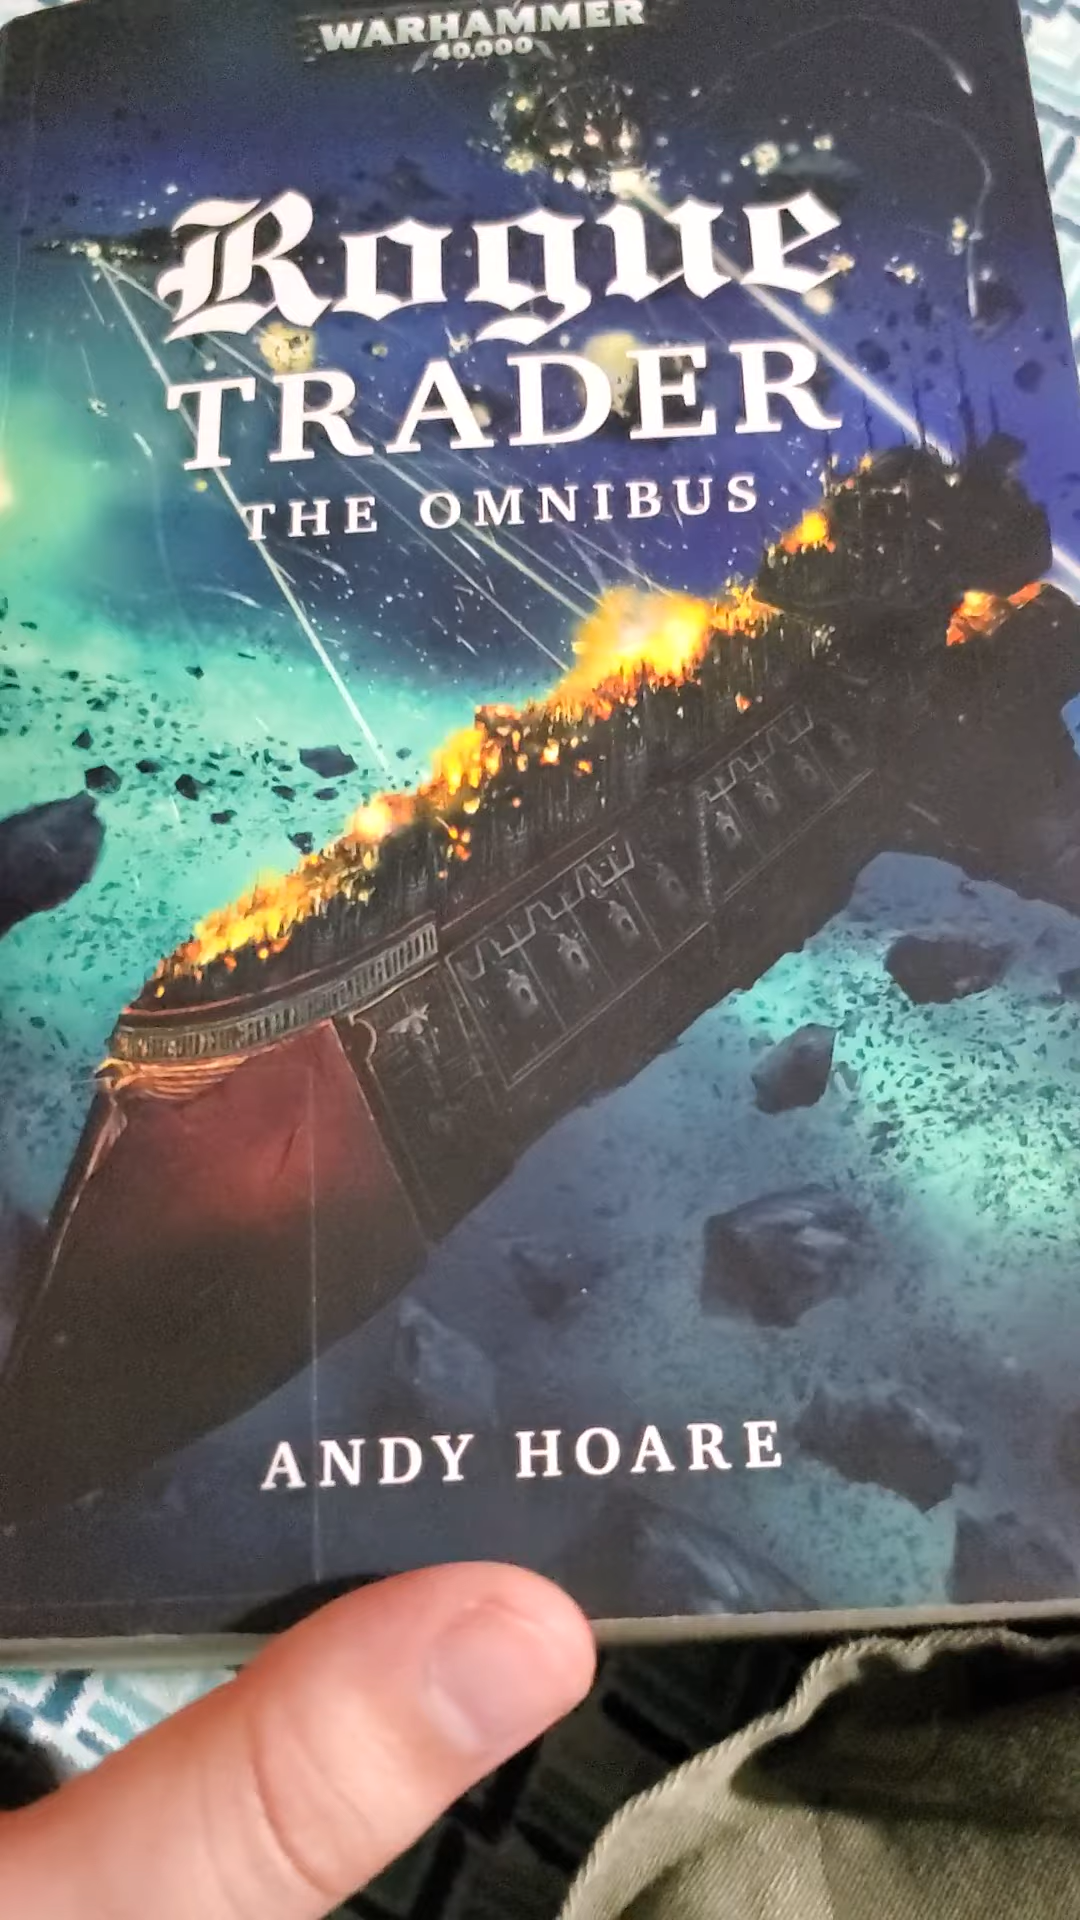 WARHAMMER
40,000
Rogue
TRADER
THE OMNIBUS
ANDY HOARE